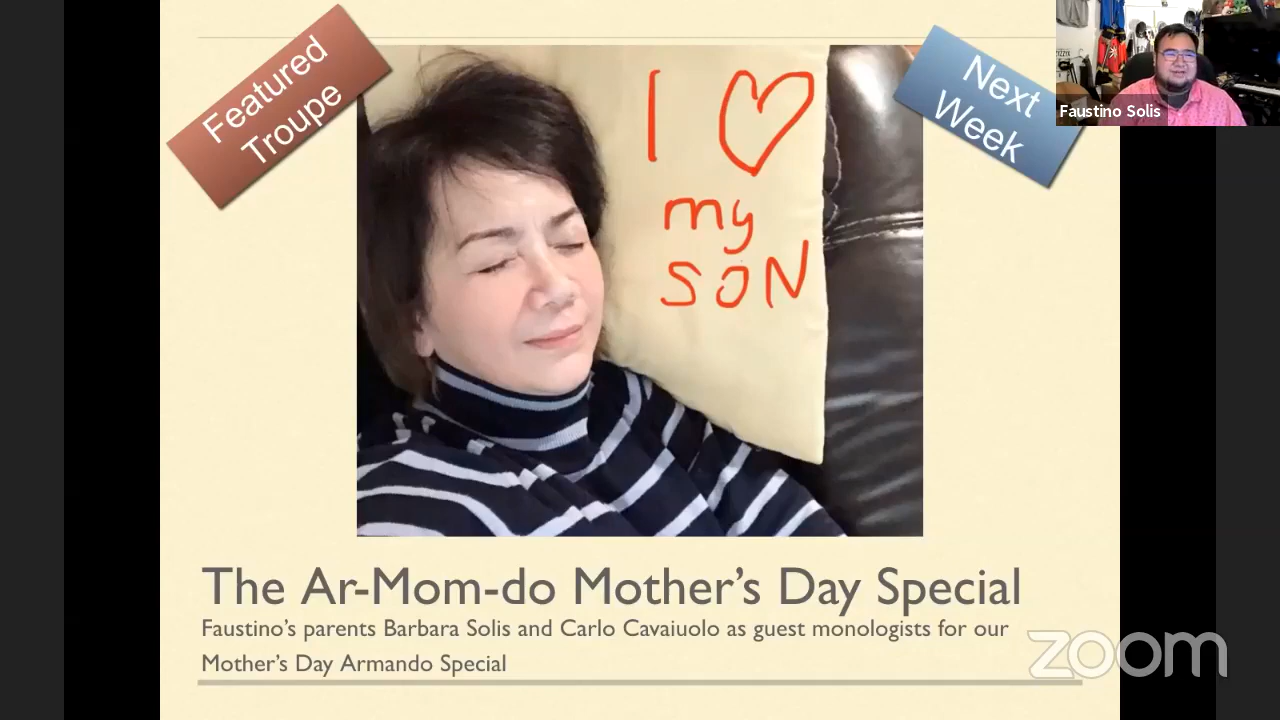 Featured
Troupe
I ♡
my
SON
Next
Week
Faustino Solis
The Ar-Mom-do Mother's Day Special
Faustino's parents Barbara Solis and Carlo Cavaiuolo as guest monologists for our
Mother's Day Armando Special
zoom